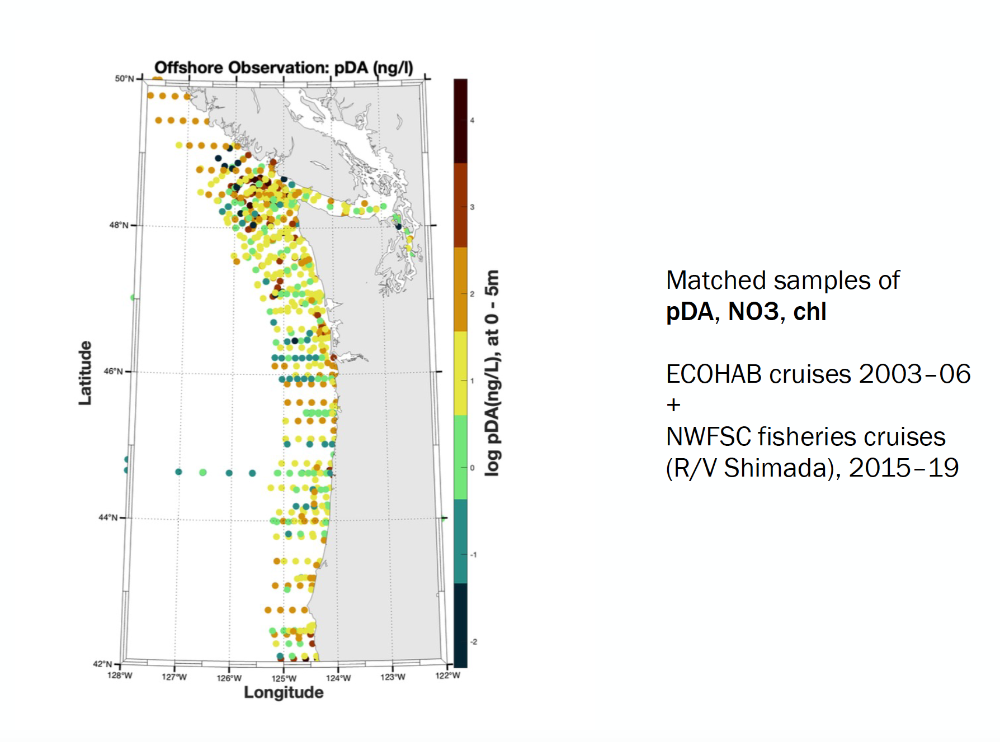 Offshore Observation: pDA (ng/l)
50°N
48°N
46°N
44°N
42°N
Latitude
128°W
127°W
126°W
125°W
124°W
123°W
122°W
Longitude
4
3
2
1
0
-1
-2
log pDA(ng/L), at 0 - 5m
Matched samples of
pDA, NO3, chl
ECOHAB cruises 2003–06
+
NWFSC fisheries cruises
(R/V Shimada), 2015–19